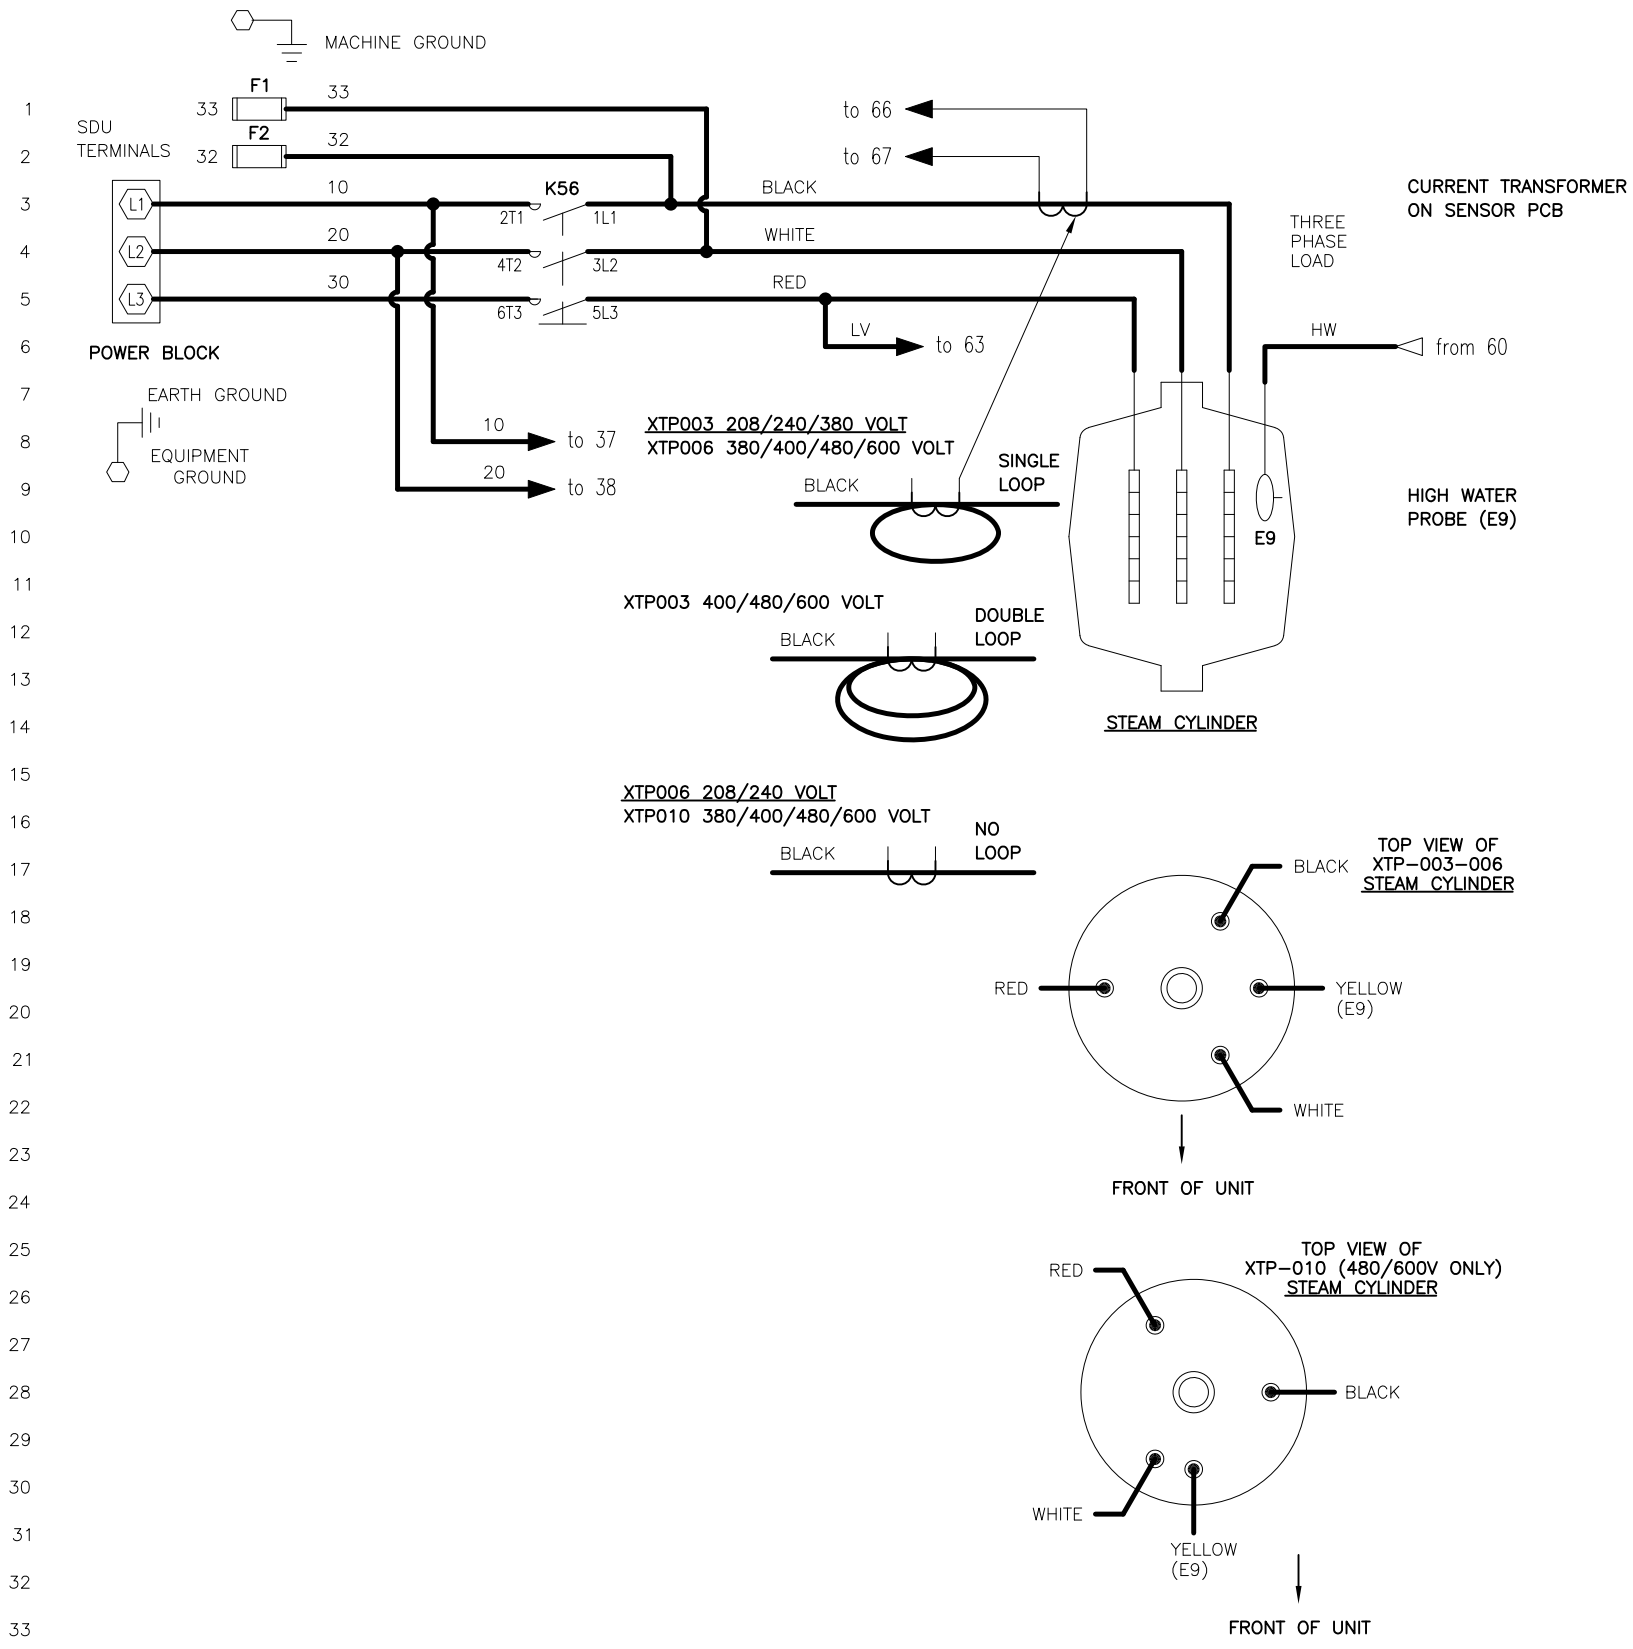 MACHINE GROUND
F1
33
1
33
to 66
SDU
TERMINALS
F2
32
2
32
to 67
10
K56
BLACK
CURRENT TRANSFORMER
ON SENSOR PCB
3
L1
2T1
1L1
THREE
PHASE
LOAD
20
WHITE
4
L2
4T2
3L2
30
RED
5
L3
6T3
5L3
LV
HW
6
to 63
from 60
POWER BLOCK
7
EARTH GROUND
10
XTP003 208/240/380 VOLT
8
to 37
XTP006 380/400/480/600 VOLT
EQUIPMENT
GROUND
20
SINGLE
LOOP
9
to 38
BLACK
HIGH WATER
PROBE (E9)
10
E9
11
XTP003 400/480/600 VOLT
DOUBLE
LOOP
12
BLACK
13
14
STEAM CYLINDER
15
XTP006 208/240 VOLT
16
XTP010 380/400/480/600 VOLT
NO
LOOP
TOP VIEW OF
XTP-003-006
STEAM CYLINDER
17
BLACK
BLACK
18
19
RED
YELLOW
(E9)
20
21
22
WHITE
23
24
FRONT OF UNIT
25
TOP VIEW OF
XTP-010 (480/600V ONLY)
STEAM CYLINDER
RED
26
27
28
BLACK
29
30
WHITE
31
YELLOW
(E9)
32
33
FRONT OF UNIT